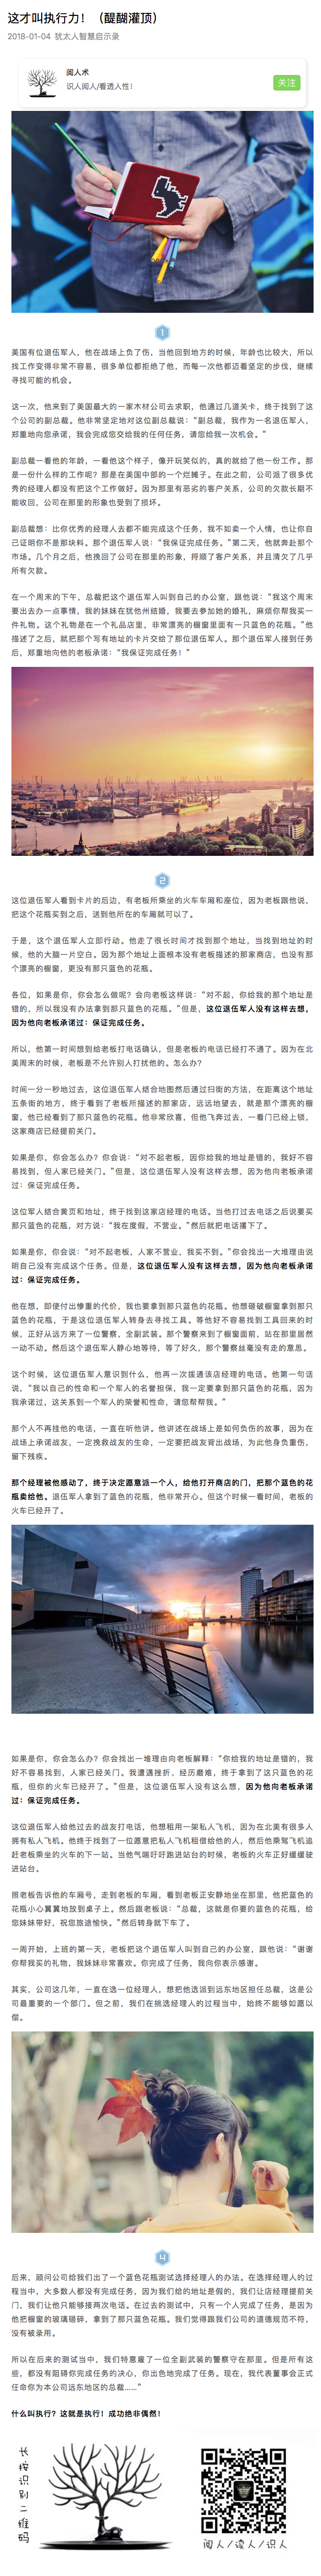 这才叫执行力！（醍醐灌顶）
2018-01-04 犹太人智慧启示录
阅人术
识人阅人/看透人性！
关注
1
美国有位退伍军人，他在战场上负了伤，当他回到地方的时候，年龄也比较大，所以
找工作变得非常不容易，很多单位都拒绝了他，而每一次他都迈着坚定的步伐，继续
寻找可能的机会。
这一次，他来到了美国最大的一家木材公司去求职，他通过几道关卡，终于找到了这
个公司的副总裁。他非常坚定地对这位副总裁说：“副总裁，我作为一名退伍军人，
郑重地向您承诺，我会完成您交给我的任何任务，请您给我一次机会。”
副总裁一看他的年龄，一看他这个样子，像开玩笑似的，真的就给了他一份工作。那
是一份什么样的工作呢？那是在美国中部的一个烂摊子。在此之前，公司派了很多优
秀的经理人都没有把这个工作做好。因为那里有恶劣的客户关系，公司的欠款长期不
能收回，公司在那里的形象也受到了损坏。
副总裁想：比你优秀的经理人去都不能完成这个任务，我不如卖一个人情，也让你自
己证明你不是那块料。那个退伍军人说：“我保证完成任务。”第二天，他就奔赴那个
市场。几个月之后，他挽回了公司在那里的形象，捋顺了客户关系，并且清欠了几乎
所有欠款。
在一个周末的下午，总裁把这个退伍军人叫到自己的办公室，跟他说：“我这个周末
要出去办一点事情，我的妹妹在犹他州结婚，我要去参加她的婚礼，麻烦你帮我买一
件礼物。这个礼物是在一个礼品店里，非常漂亮的橱窗里面有一只蓝色的花瓶。”他
描述了之后，就把那个写有地址的卡片交给了那位退伍军人。那个退伍军人接到任务
后，郑重地向他的老板承诺：“我保证完成任务！”
2
这位退伍军人看到卡片的后边，有老板所乘坐的火车车厢和座位，因为老板跟他说，
把这个花瓶买到之后，送到他所在的车厢就可以了。
于是，这个退伍军人立即行动。他走了很长时间才找到那个地址，当找到地址的时
候，他的大脑一片空白。因为那个地址上面根本没有老板描述的那家商店，也没有那
个漂亮的橱窗，更没有那只蓝色的花瓶。
各位，如果是你，你会怎么做呢？会向老板这样说：“对不起，你给我的那个地址是
错的，所以我没有办法拿到那只蓝色的花瓶。”但是，这位退伍军人没有这样去想，
因为他向老板承诺过：保证完成任务。
所以，他第一时间想到给老板打电话确认，但是老板的电话已经打不通了。因为在北
美周末的时候，老板是不允许别人打扰他的。怎么办？
时间一分一秒地过去，这位退伍军人结合地图然后通过扫街的方法，在距离这个地址
五条街的地方，终于看到了老板所描述的那家店，远远地望去，就是那个漂亮的橱
窗，他已经看到了那只蓝色的花瓶。他非常欣喜，但他飞奔过去，一看门已经上锁，
这家商店已经提前关门。
如果是你，你会怎么办？你会说：“对不起老板，因你给我的地址是错的，我好不容
易找到，但人家已经关门。”但是，这位退伍军人没有这样去想，因为他向老板承诺
过：保证完成任务。
这位军人结合黄页和地址，终于找到这家店经理的电话。当他打过去电话之后说要买
那只蓝色的花瓶，对方说：“我在度假，不营业。”然后就把电话撂下了。
如果是你，你会说：“对不起老板，人家不营业，我买不到。”你会找出一大堆理由说
明自己没有完成这个任务。但是，这位退伍军人没有这样去想，因为他向老板承诺
过：保证完成任务。
他在想，即使付出惨重的代价，我也要拿到那只蓝色的花瓶。他想砸破橱窗拿到那只
蓝色的花瓶，于是这位退伍军人转身去寻找工具。等他好不容易找到工具回来的时
候，正好从远方来了一位警察，全副武装。那个警察来到了橱窗面前，站在那里居然
一动不动。然后这个退伍军人静心地等待，等了好久，那个警察丝毫没有走的意思。
这个时候，这位退伍军人意识到什么，他再一次拨通该店经理的电话。他第一句话
说，“我以自己的性命和一个军人的名誉担保，我一定要拿到那只蓝色的花瓶，因为
我承诺过，这关系到一个军人的荣誉和性命，请您帮帮我。”
那个人不再挂他的电话，一直在听他讲。他讲述在战场上是如何负伤的故事，因为在
战场上承诺战友，一定挽救战友的生命，一定要把战友背出战场，为此他身负重伤，
留下残疾。
那个经理被他感动了，终于决定愿意派一个人，给他打开商店的门，把那个蓝色的花
瓶卖给他。退伍军人拿到了蓝色的花瓶，他非常开心。但这个时候一看时间，老板的
火车已经开了。
如果是你，你会怎么办？你会找出一堆理由向老板解释：“你给我的地址是错的，我
好不容易找到，人家已经关门。我遭遇挫折、经历磨难，终于拿到了这只蓝色的花
瓶，但你的火车已经开了。”但是，这位退伍军人没有这么想，因为他向老板承诺
过：保证完成任务。
这位退伍军人给他过去的战友打电话，他想租用一架私人飞机，因为在北美有很多人
拥有私人飞机。他终于找到了一位愿意把私人飞机租借给他的人，然后他乘驾飞机追
赶老板乘坐的火车的下一站。当他气喘吁吁跑进站台的时候，老板的火车正好缓缓驶
进站台。
照老板告诉他的车厢号，走到老板的车厢，看到老板正安静地坐在那里，他把蓝色的
花瓶小心翼翼地放到桌子上。然后跟老板说：“总裁，这就是你要的蓝色的花瓶，给
您妹妹带好，祝您旅途愉快。”然后转身就下车了。
一周开始，上班的第一天，老板把这个退伍军人叫到自己的办公室，跟他说：“谢谢
你帮我买的礼物，我妹妹非常喜欢。你完成了任务，我向你表示感谢。
其实，公司这几年，一直在选一位经理人，想把他选派到远东地区担任总裁，这是公
司最重要的一个部门。但之前，我们在挑选经理人的过程当中，始终不能够如愿以
偿。
4
后来，顾问公司给我们出了一个蓝色花瓶测试选择经理人的办法。在选择经理人的过
程当中，大多数人都没有完成任务，因为我们给的地址是假的，我们让店经理提前关
门，我们让他只能够接两次电话。在过去的测试中，只有一个人完成了任务，是因为
他把橱窗的玻璃砸碎，拿到了那只蓝色花瓶。我们觉得跟我们公司的道德规范不符，
没有被录用。
所以在后来的测试当中，我们特意雇了一位全副武装的警察守在那里。但是所有这
些，都没有阻碍你完成任务的决心，你出色地完成了任务。现在，我代表董事会正式
任命你为本公司远东地区的总裁……”
什么叫执行？这就是执行！成功绝非偶然！
长按识别二维码
阅人/读人/识人